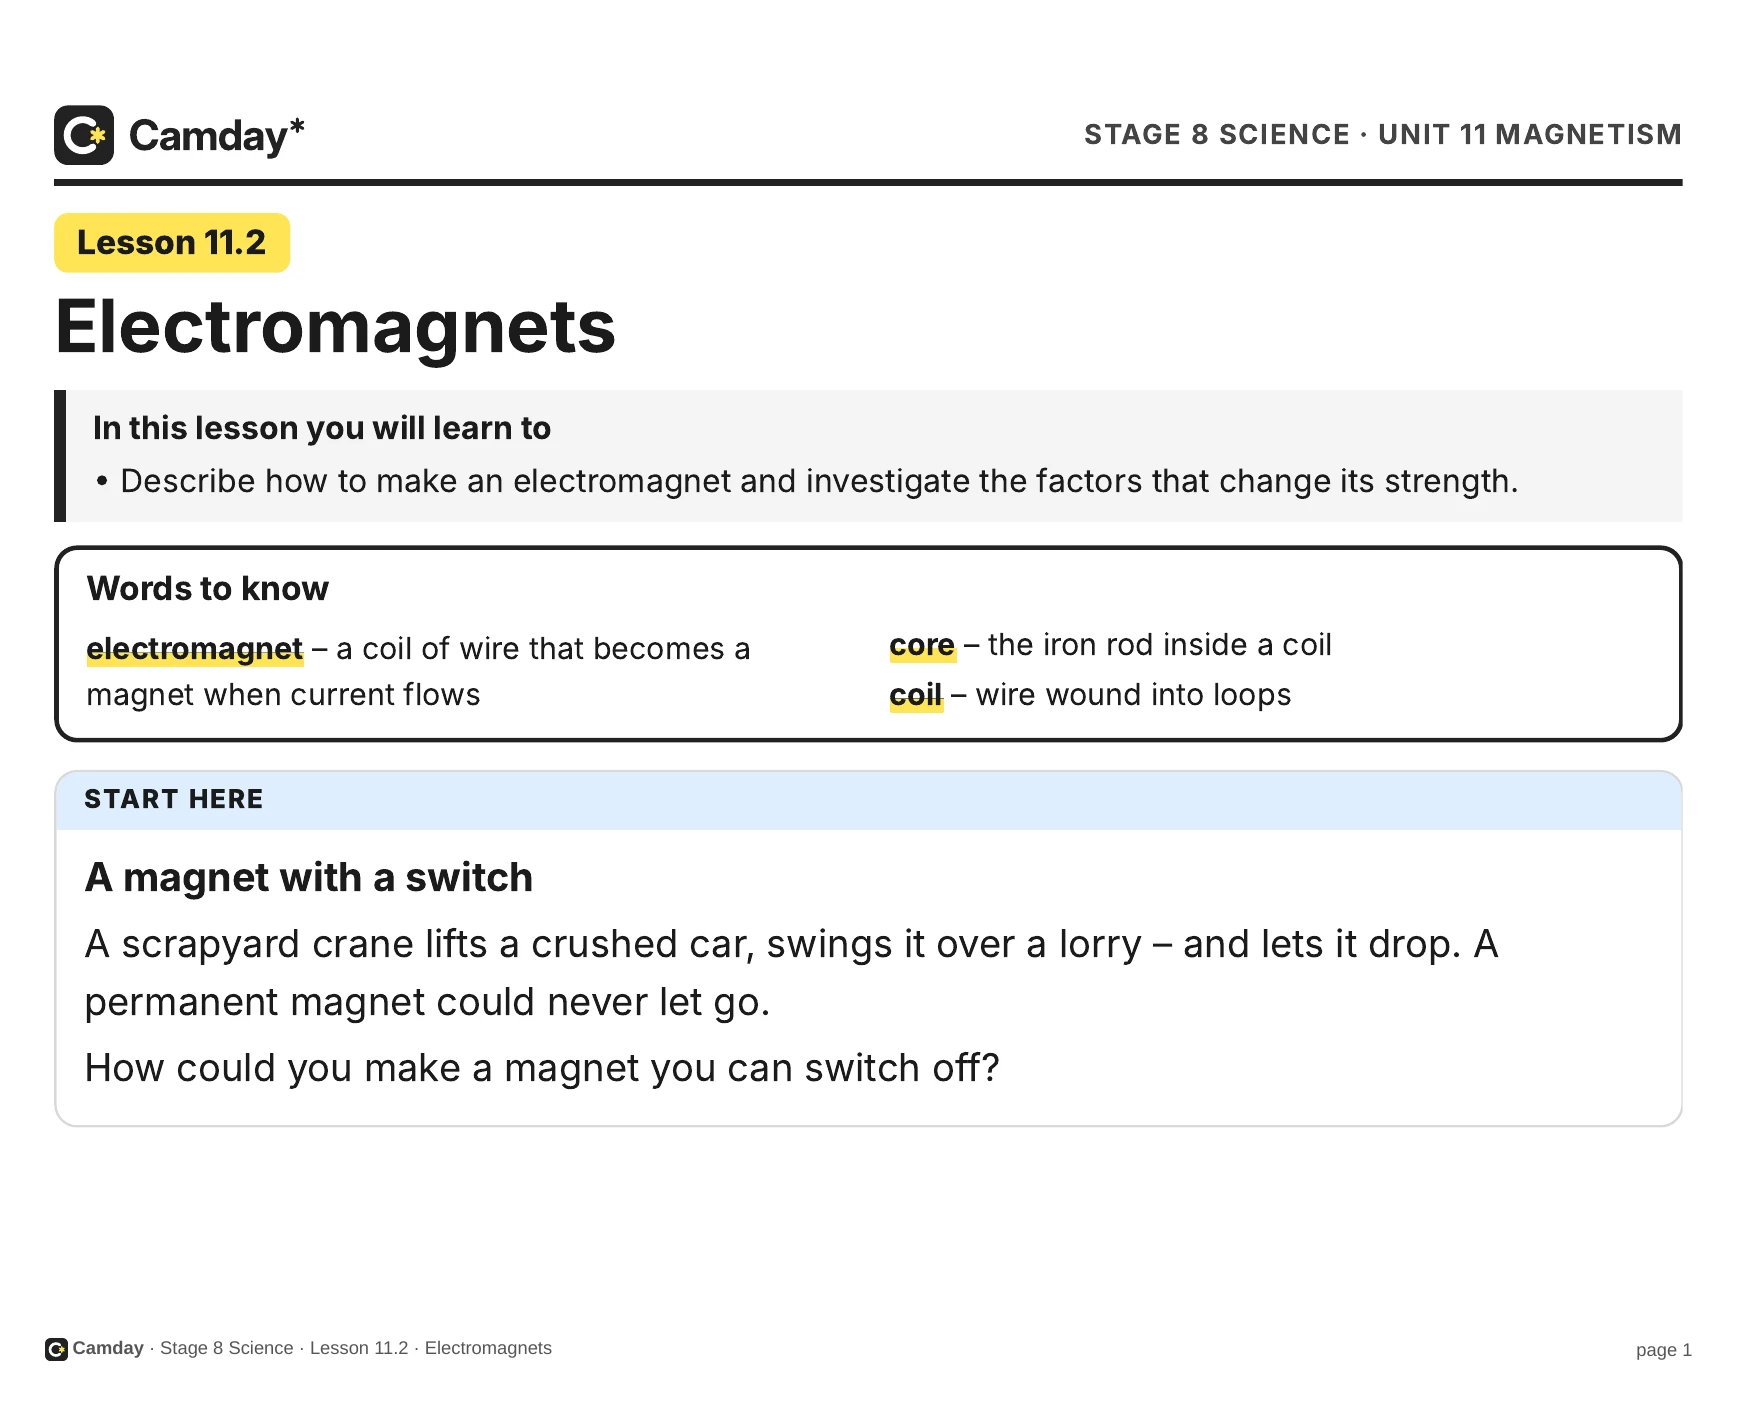 Camday*
STAGE 8 SCIENCE · UNIT 11 MAGNETISM
Lesson 11.2
Electromagnets
In this lesson you will learn to
• Describe how to make an electromagnet and investigate the factors that change its strength.
Words to know
electromagnet – a coil of wire that becomes a
magnet when current flows
core – the iron rod inside a coil
coil – wire wound into loops
START HERE
A magnet with a switch
A scrapyard crane lifts a crushed car, swings it over a lorry – and lets it drop. A
permanent magnet could never let go.
How could you make a magnet you can switch off?
Camday · Stage 8 Science · Lesson 11.2 · Electromagnets
page 1